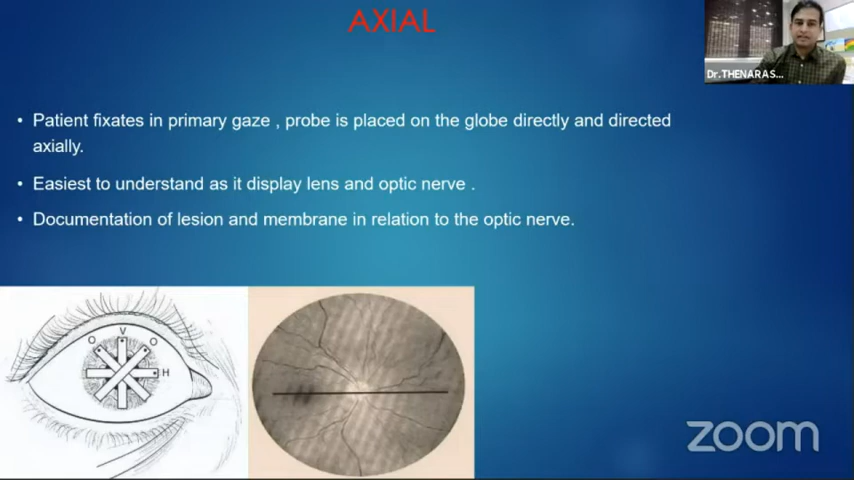 AXIAL
Dr.THENARAS...
• Patient fixates in primary gaze , probe is placed on the globe directly and directed
axially.
• Easiest to understand as it display lens and optic nerve .
• Documentation of lesion and membrane in relation to the optic nerve.
O V O
H
zoom